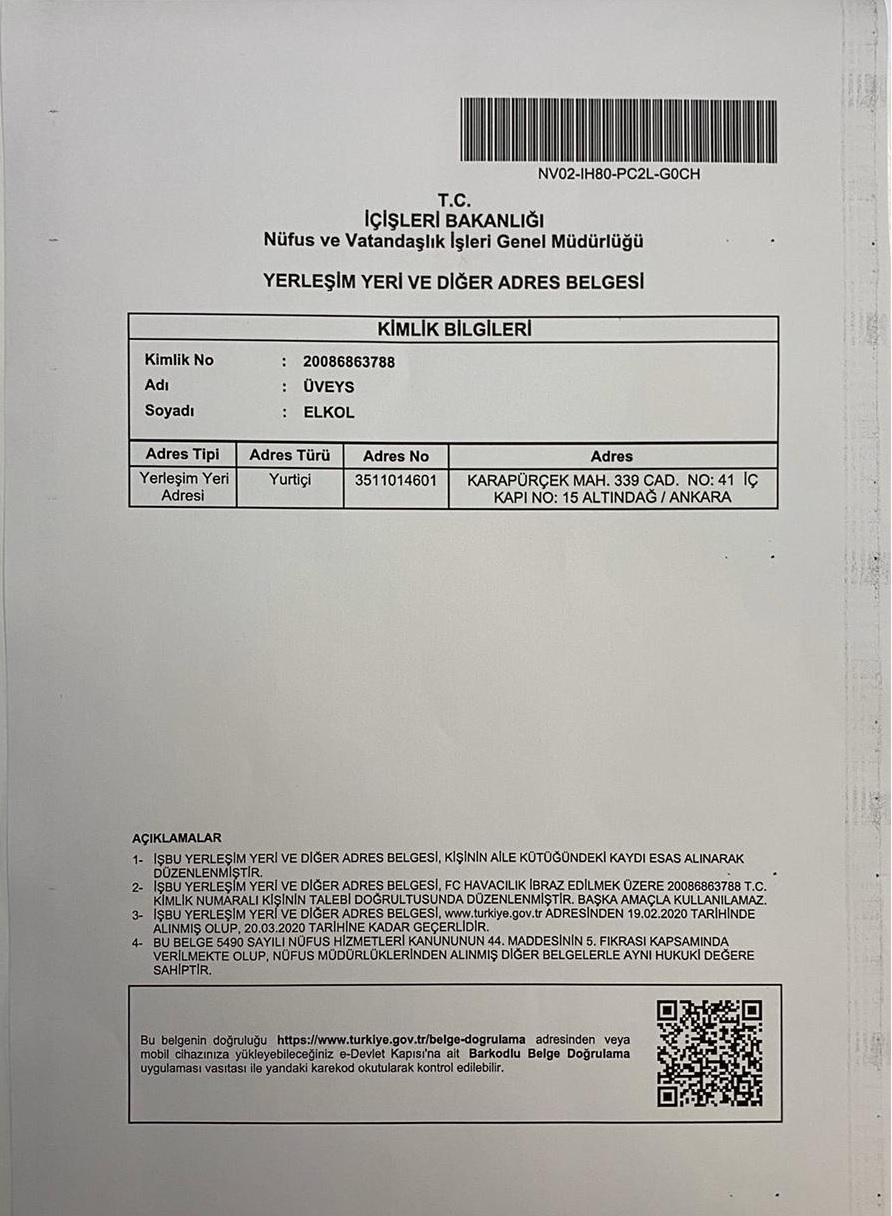 NV02-IH80-PC2L-G0CH
T.C.
İÇİŞLERİ BAKANLIĞI
Nüfus ve Vatandaşlık İşleri Genel Müdürlüğü
YERLEŞİM YERİ VE DİĞER ADRES BELGESİ
KİMLİK BİLGİLERİ
Kimlik No : 20086863788
Adı : ÜVEYS
Soyadı : ELKOL
Adres Tipi Adres Türü Adres No Adres
Yerleşim Yeri Yurtiçi 3511014601 KARAPÜRÇEK MAH. 339 CAD. NO: 41 İÇ
Adresi KAPI NO: 15 ALTINDAĞ / ANKARA
AÇIKLAMALAR
1- İŞBU YERLEŞİM YERİ VE DİĞER ADRES BELGESİ, KİŞİNİN AİLE KÜTÜĞÜNDEKİ KAYDI ESAS ALINARAK
DÜZENLENMİŞTİR.
2- İŞBU YERLEŞİM YERİ VE DİĞER ADRES BELGESİ, FC HAVACILIK İBRAZ EDİLMEK ÜZERE 20086863788 T.C.
KİMLİK NUMARALI KİŞİNİN TALEBİ DOĞRULTUSUNDA DÜZENLENMİŞTİR. BAŞKA AMAÇLA KULLANILAMAZ.
3- İŞBU YERLEŞİM YERİ VE DİĞER ADRES BELGESİ, www.turkiye.gov.tr ADRESİNDEN 19.02.2020 TARİHİNDE
ALINMIŞ OLUP, 20.03.2020 TARİHİNE KADAR GEÇERLİDİR.
4- BU BELGE 5490 SAYILI NÜFUS HİZMETLERİ KANUNUNUN 44. MADDESİNİN 5. FIKRASI KAPSAMINDA
VERİLMEKTE OLUP, NÜFUS MÜDÜRLÜKLERİNDEN ALINMIŞ DİĞER BELGELERLE AYNI HUKUKİ DEĞERE
SAHİPTİR.
Bu belgenin doğruluğu https://www.turkiye.gov.tr/belge-dogrulama adresinden veya
mobil cihazınıza yükleyebileceğiniz e-Devlet Kapısı'na ait Barkodlu Belge Doğrulama
uygulaması vasıtası ile yandaki karekod okutularak kontrol edilebilir.